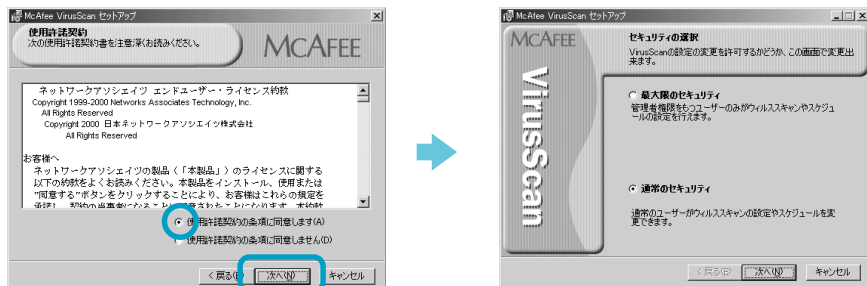 McAfee VirusScan セットアップ
使用許諾契約
次の使用許諾契約書を注意深くお読みください。
McAFEE
ネットワークアソシエイツ エンドユーザー・ライセンス約款
Copyright 1999-2000 Networks Associates Technology, Inc.
All Rights Reserved
Copyright 2000 日本ネットワークアソシエイツ株式会社
All Rights Reserved
お客様へ
ネットワークアソシエイツの製品(「本製品」)のライセンスに関する
以下の約款をよくお読みください。本製品をインストール、使用または
"同意する"ボタンをクリックすることにより、お客様はこれらの規定を
使用許諾契約の条項に同意します(A)
使用許諾契約の条項に同意しません(D)
< 戻る(B)
次へ(N) >
キャンセル
McAfee VirusScan セットアップ
McAFEE
VirusScan
セキュリティの選択
VirusScanの設定の変更を許可するかどうか、この画面で変更出
来ます。
最大限のセキュリティ
管理者権限をもつユーザーのみがウィルススキャンやスケジュ
ールの設定を行えます。
通常のセキュリティ
通常のユーザーがウィルススキャンの設定やスケジュールを変
更できます。
< 戻る(B)
次へ(N) >
キャンセル